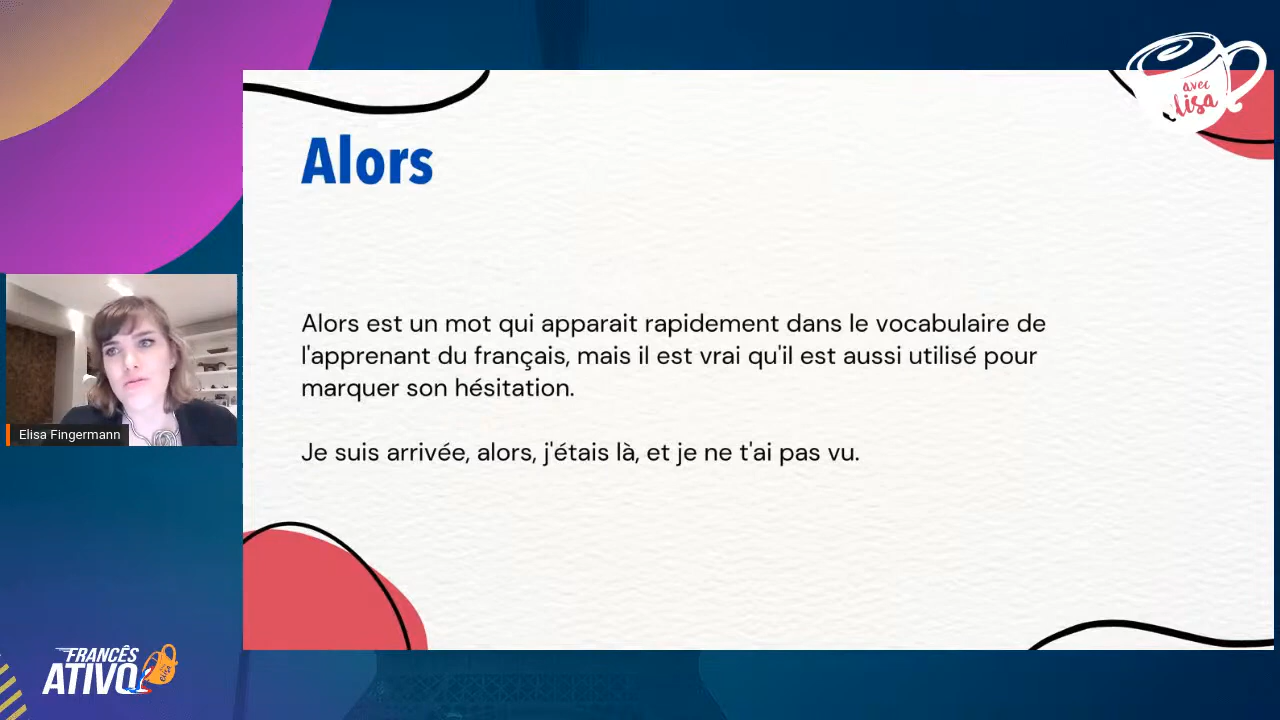 avec
elisa
Alors
Alors est un mot qui apparait rapidement dans le vocabulaire de
l'apprenant du français, mais il est vrai qu'il est aussi utilisé pour
marquer son hésitation.
Je suis arrivée, alors, j'étais là, et je ne t'ai pas vu.
Elisa Fingermann
FRANCÊS
ATIVO
elisa